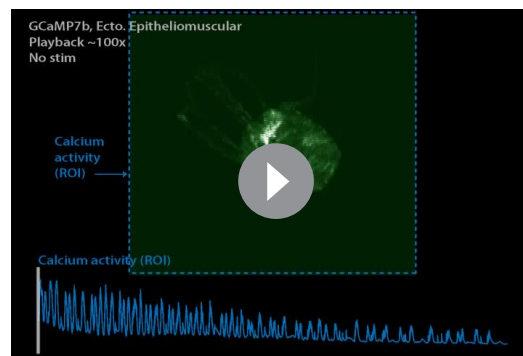 GCaMP7b, Ecto. Epitheliomuscular
Playback ~100x
No stim
Calcium
activity
(ROI)
Calcium activity (ROI)